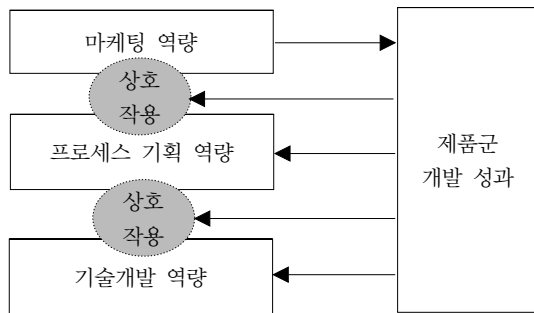 마케팅 역량
상호
작용
프로세스 기획 역량
상호
작용
기술개발 역량
제품군
개발 성과